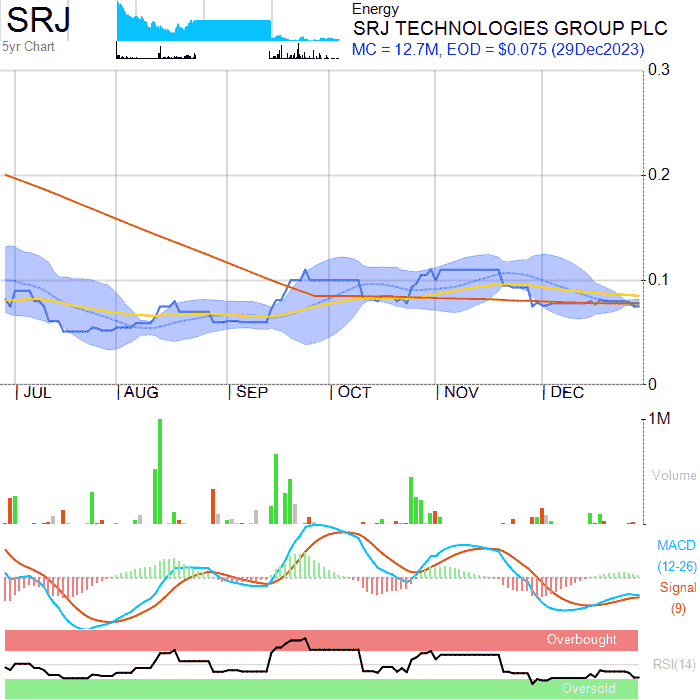 SRJ
5yr Chart
Energy
SRJ TECHNOLOGIES GROUP PLC
MC = 12.7M, EOD = $0.075 (29Dec2023)
0.3
0.2
0.1
0
JUL AUG SEP OCT NOV DEC
1M
Volume
MACD
(12-26)
Signal
(9)
Overbought
RSI(14)
Oversold